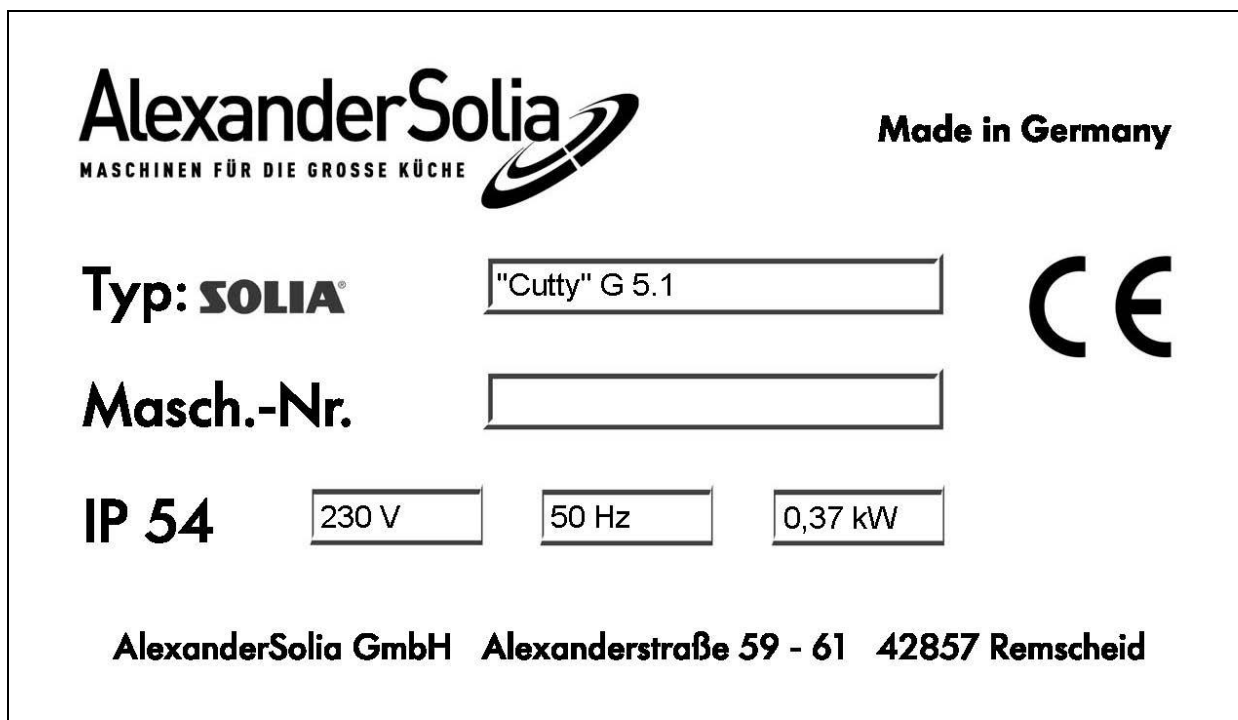 AlexanderSolia
MASCHINEN FÜR DIE GROSSE KÜCHE
Made in Germany
Typ: SOLIA® "Cutty" G 5.1
CE
Masch.-Nr.
IP 54 230 V 50 Hz 0,37 kW
AlexanderSolia GmbH Alexanderstraße 59 - 61 42857 Remscheid